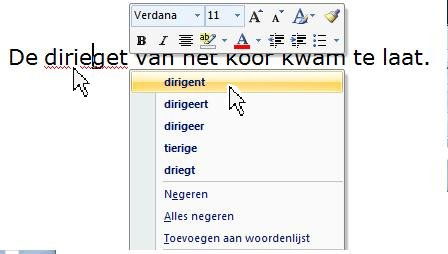 Verdana 11 A A A
B I ab A
De dirieget van het koor kwam te laat.
dirigent
dirigeert
dirigeer
tierige
driegt
Negeren
Alles negeren
Toevoegen aan woordenlijst